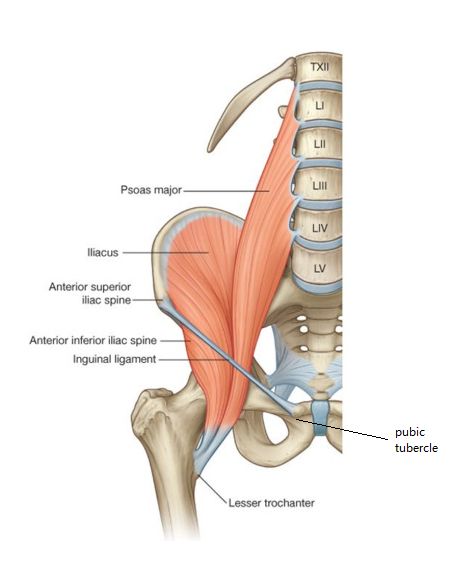 TXII
LI
LII
Psoas major
LIII
LIV
Iliacus
LV
Anterior superior
iliac spine
Anterior inferior iliac spine
Inguinal ligament
pubic
tubercle
Lesser trochanter